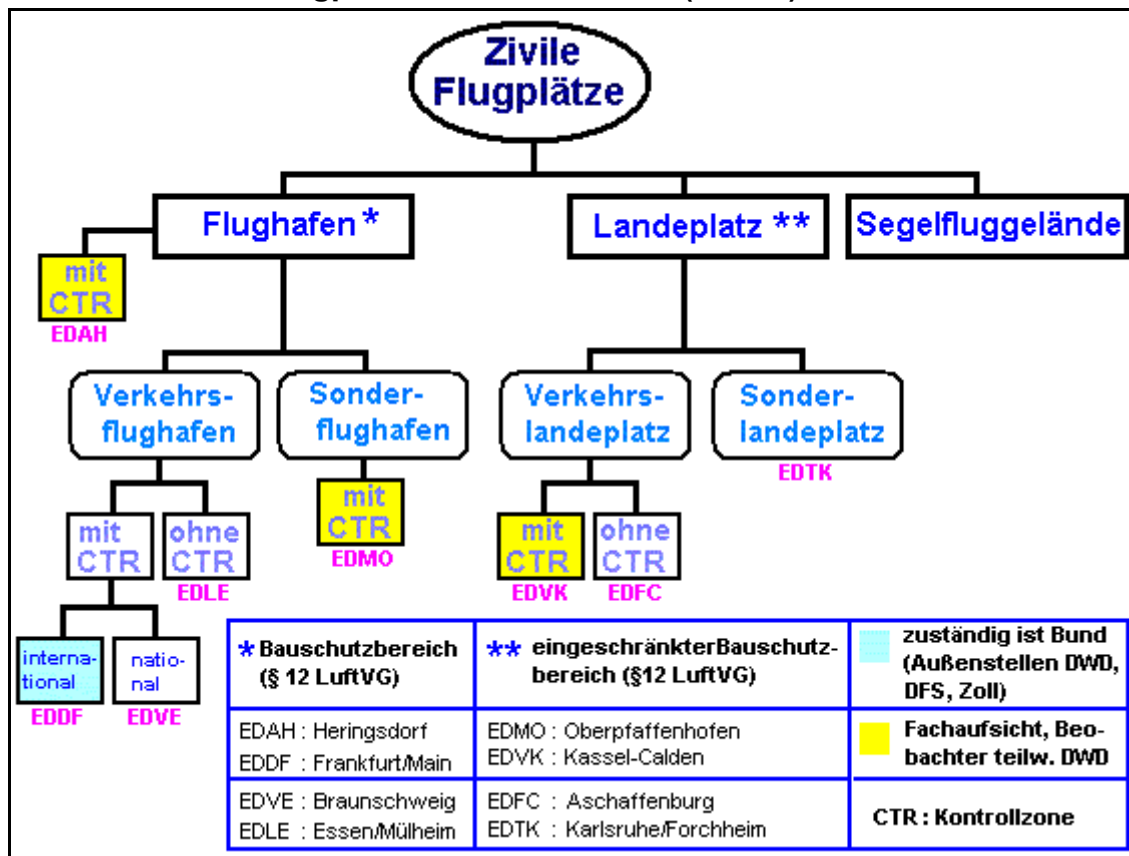 Zivile
Flugplätze
Flughafen *
Landeplatz **
Segelfluggelände
mit
CTR
EDAH
Verkehrs-
flughafen
Sonder-
flughafen
Verkehrs-
landeplatz
Sonder-
landeplatz
EDTK
mit
CTR
ohne
CTR
EDLE
mit
CTR
EDMO
mit
CTR
EDVK
ohne
CTR
EDFC
interna-
tional
EDDF
natio-
nal
EDVE
* Bauschutzbereich
(§ 12 LuftVG)
** eingeschränkterBauschutz-
bereich (§12 LuftVG)
zuständig ist Bund
(Außenstellen DWD,
DFS, Zoll)
EDAH : Heringsdorf
EDDF : Frankfurt/Main
EDMO : Oberpfaffenhofen
EDVK : Kassel-Calden
Fachaufsicht, Beo-
bachter teilw. DWD
EDVE : Braunschweig
EDLE : Essen/Mülheim
EDFC : Aschaffenburg
EDTK : Karlsruhe/Forchheim
CTR : Kontrollzone